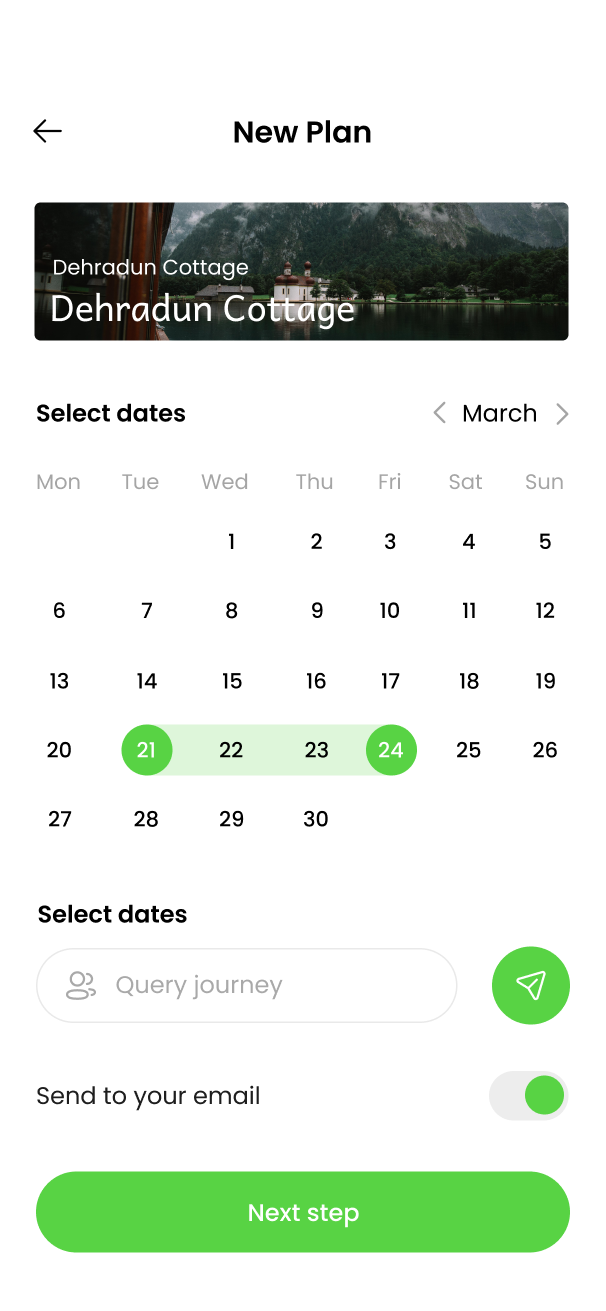 New Plan
Dehradun Cottage
Dehradun Cottage
Select dates
March
Mon Tue Wed Thu Fri Sat Sun
1 2 3 4 5
6 7 8 9 10 11 12
13 14 15 16 17 18 19
20 21 22 23 24 25 26
27 28 29 30
Select dates
Query journey
Send to your email
Next step